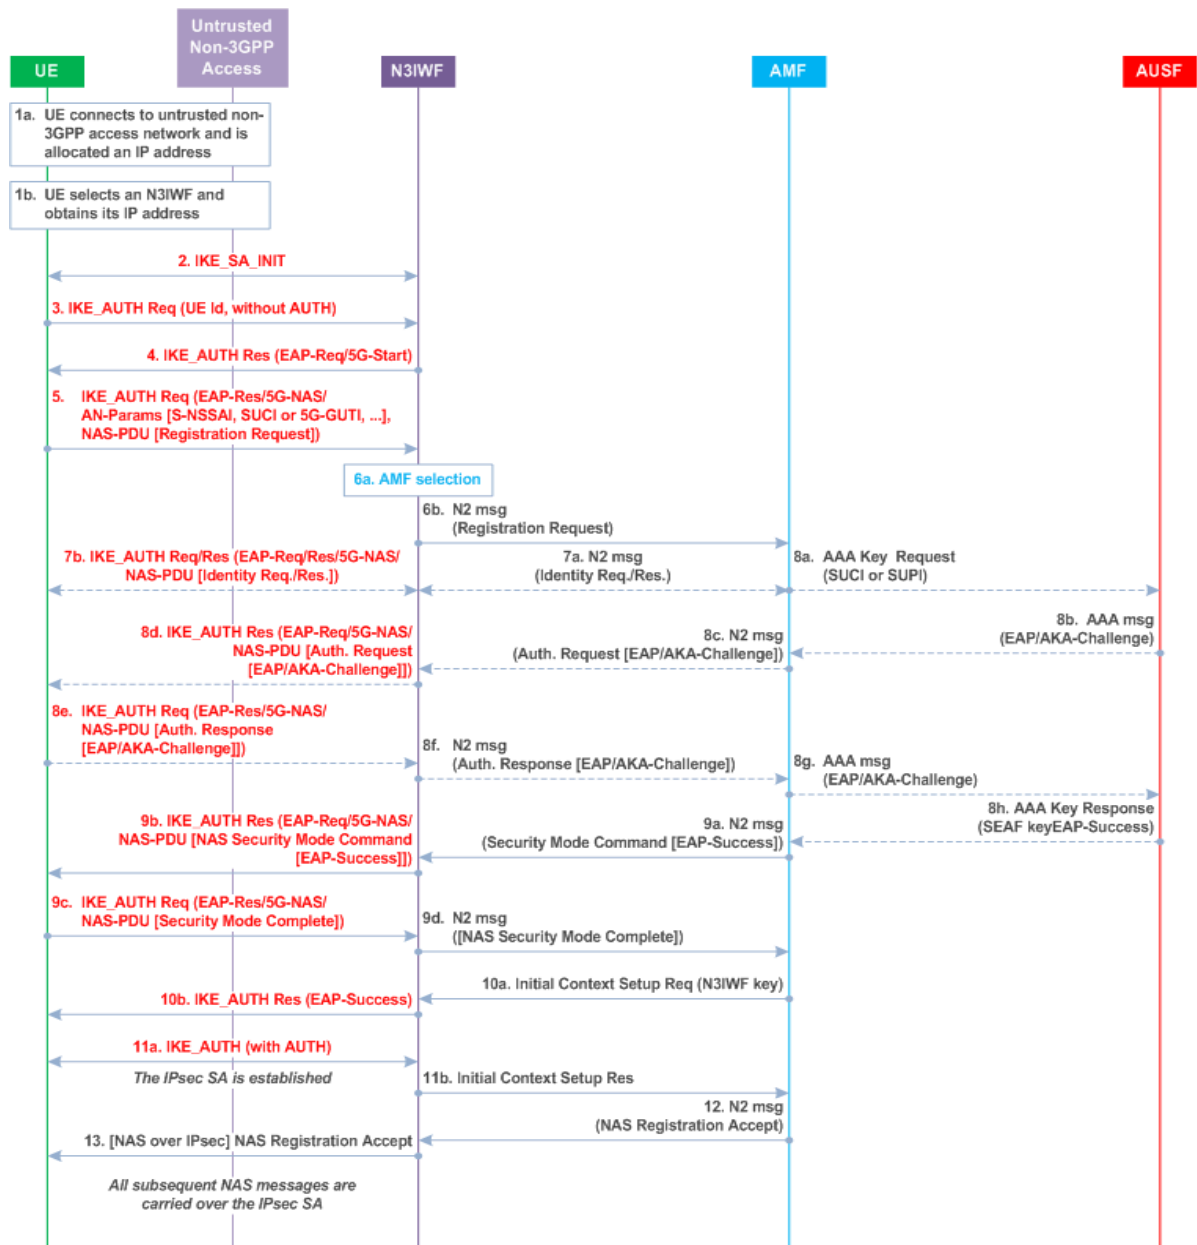 Untrusted
Non-3GPP
Access
UE
N3IWF
AMF
AUSF
1a. UE connects to untrusted non-
3GPP access network and is
allocated an IP address
1b. UE selects an N3IWF and
obtains its IP address
2. IKE_SA_INIT
3. IKE_AUTH Req (UE Id, without AUTH)
4. IKE_AUTH Res (EAP-Req/5G-Start)
5. IKE_AUTH Req (EAP-Res/5G-NAS/
AN-Params [S-NSSAI, SUCI or 5G-GUTI, ...],
NAS-PDU [Registration Request])
6a. AMF selection
6b. N2 msg
(Registration Request)
7b. IKE_AUTH Req/Res (EAP-Req/Res/5G-NAS/
NAS-PDU [Identity Req./Res.])
7a. N2 msg
(Identity Req./Res.)
8a. AAA Key Request
(SUCI or SUPI)
8b. AAA msg
(EAP/AKA-Challenge)
8c. N2 msg
(Auth. Request [EAP/AKA-Challenge])
8d. IKE_AUTH Res (EAP-Req/5G-NAS/
NAS-PDU [Auth. Request
[EAP/AKA-Challenge]])
8e. IKE_AUTH Req (EAP-Res/5G-NAS/
NAS-PDU [Auth. Response
[EAP/AKA-Challenge]])
8f. N2 msg
(Auth. Response [EAP/AKA-Challenge])
8g. AAA msg
(EAP/AKA-Challenge)
8h. AAA Key Response
(SEAF keyEAP-Success)
9a. N2 msg
(Security Mode Command [EAP-Success])
9b. IKE_AUTH Res (EAP-Req/5G-NAS/
NAS-PDU [NAS Security Mode Command
[EAP-Success]])
9c. IKE_AUTH Req (EAP-Res/5G-NAS/
NAS-PDU [Security Mode Complete])
9d. N2 msg
([NAS Security Mode Complete])
10a. Initial Context Setup Req (N3IWF key)
10b. IKE_AUTH Res (EAP-Success)
11a. IKE_AUTH (with AUTH)
The IPsec SA is established
11b. Initial Context Setup Res
12. N2 msg
(NAS Registration Accept)
13. [NAS over IPsec] NAS Registration Accept
All subsequent NAS messages are
carried over the IPsec SA